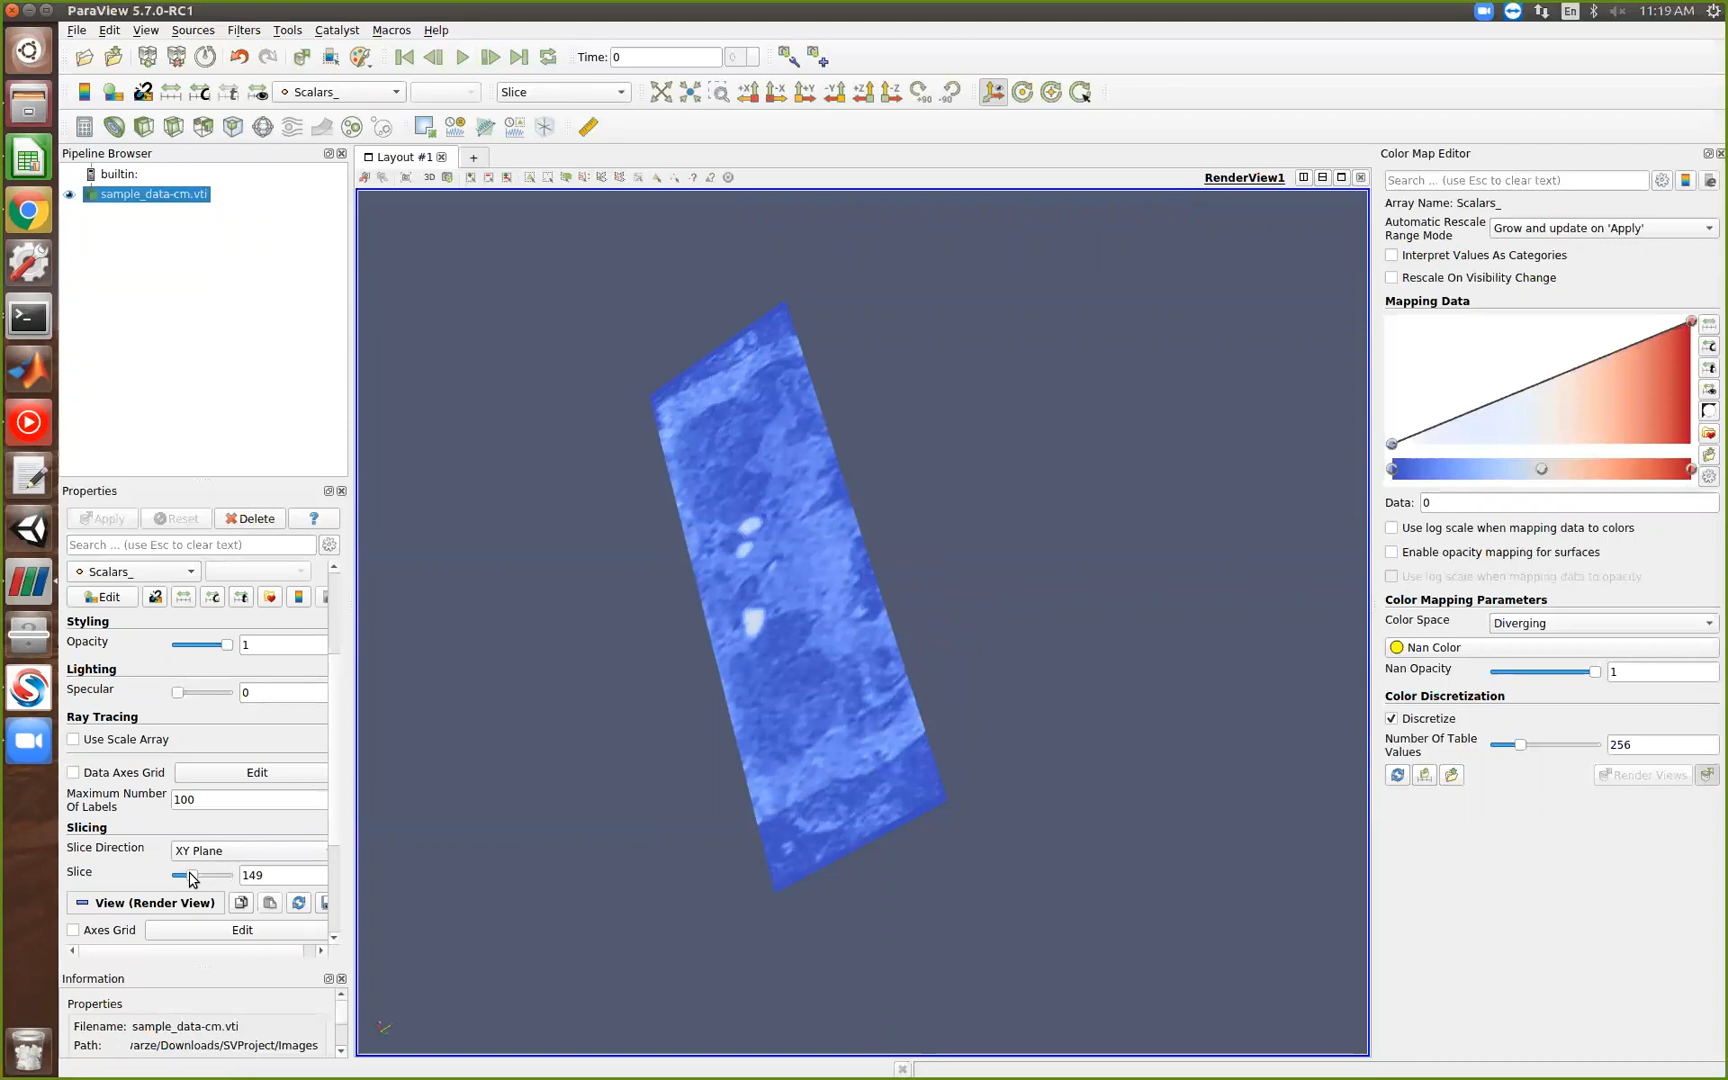 ParaView 5.7.0-RC1
En
11:19 AM
File Edit View Sources Filters Tools Catalyst Macros Help
Time: 0
0
Scalars_
Slice
+X -X +Y -Y +Z -Z +90 -90
Pipeline Browser
builtin:
sample_data-cm.vti
Layout #1
+
3D
RenderView1
Properties
Apply
Reset
Delete
?
Search ... (use Esc to clear text)
Scalars_
Edit
Styling
Opacity
1
Lighting
Specular
0
Ray Tracing
Use Scale Array
Data Axes Grid
Edit
Maximum Number
Of Labels
100
Slicing
Slice Direction
XY Plane
Slice
149
View (Render View)
Axes Grid
Edit
Information
Properties
Filename: sample_data-cm.vti
Path: /arze/Downloads/SVProject/Images
Color Map Editor
Search ... (use Esc to clear text)
Array Name: Scalars_
Automatic Rescale
Range Mode
Grow and update on 'Apply'
Interpret Values As Categories
Rescale On Visibility Change
Mapping Data
Data: 0
Use log scale when mapping data to colors
Enable opacity mapping for surfaces
Use log scale when mapping data to opacity
Color Mapping Parameters
Color Space
Diverging
Nan Color
Nan Opacity
1
Color Discretization
Discretize
Number Of Table
Values
256
Render Views